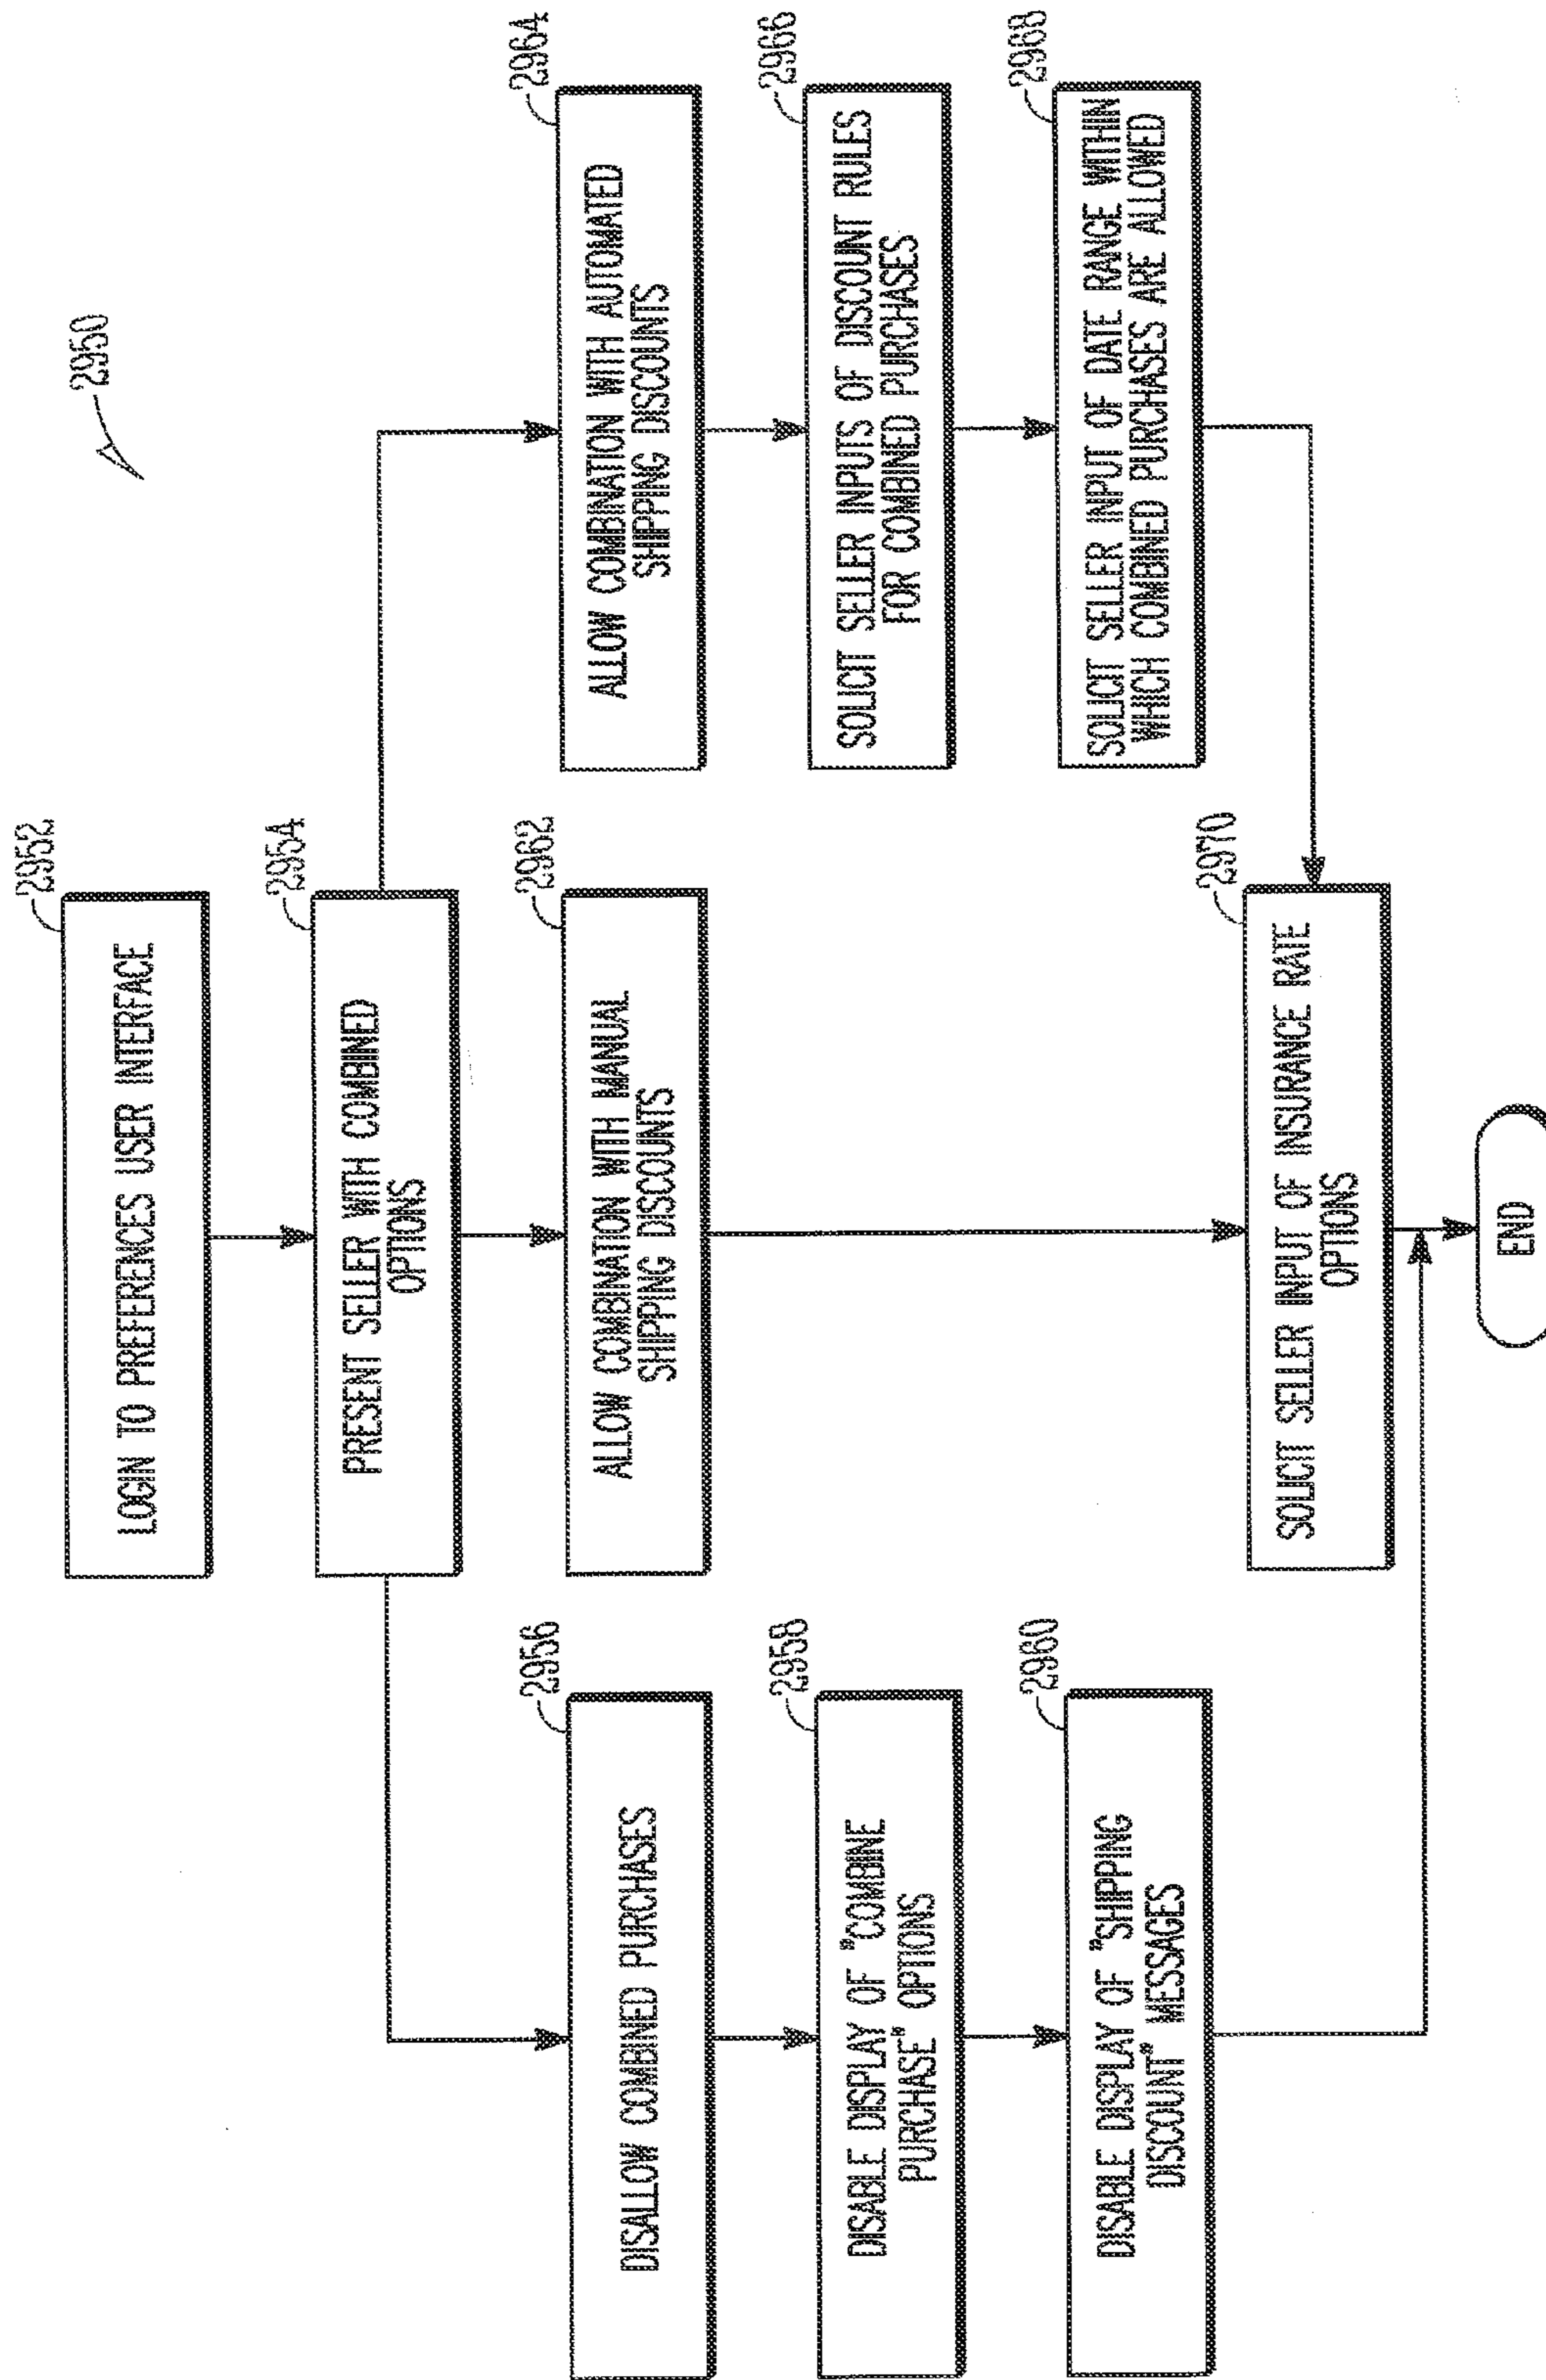 2950
2952
LOGIN TO PREFERENCES USER INTERFACE
2954
PRESENT SELLER WITH COMBINED
OPTIONS
2956
DISALLOW COMBINED PURCHASES
2958
DISABLE DISPLAY OF "COMBINE
PURCHASE" OPTIONS
2960
DISABLE DISPLAY OF "SHIPPING
DISCOUNT" MESSAGES
2962
ALLOW COMBINATION WITH MANUAL
SHIPPING DISCOUNTS
2964
ALLOW COMBINATION WITH AUTOMATED
SHIPPING DISCOUNTS
2966
SOLICIT SELLER INPUTS OF DISCOUNT RULES
FOR COMBINED PURCHASES
2968
SOLICIT SELLER INPUT OF DATE RANGE WITHIN
WHICH COMBINED PURCHASES ARE ALLOWED
2970
SOLICIT SELLER INPUT OF INSURANCE RATE
OPTIONS
END